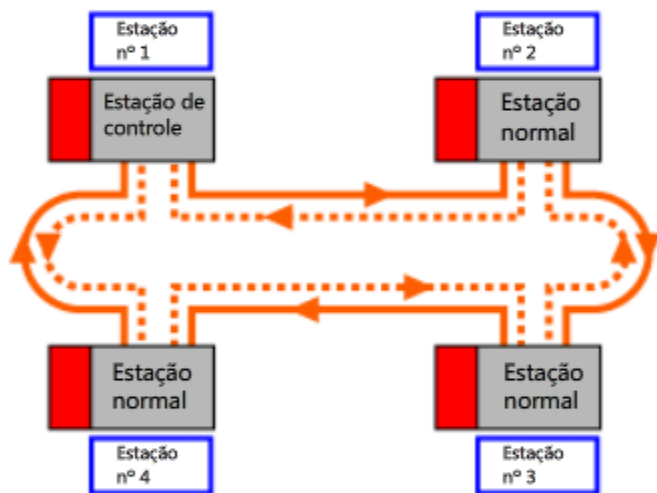 Estação
nº 1
Estação
nº 2
Estação de
controle
Estação
normal
Estação
normal
Estação
normal
Estação
nº 4
Estação
nº 3